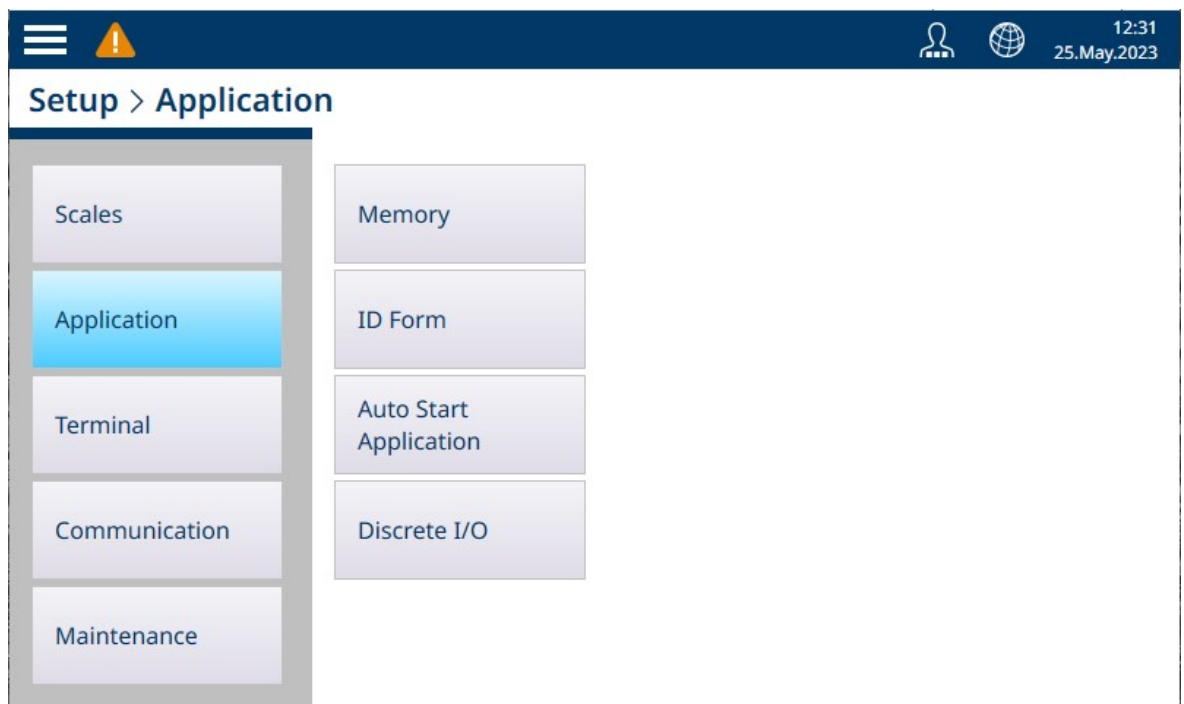 12:31
25.May.2023
Setup > Application
Scales
Application
Terminal
Communication
Maintenance
Memory
ID Form
Auto Start
Application
Discrete I/O